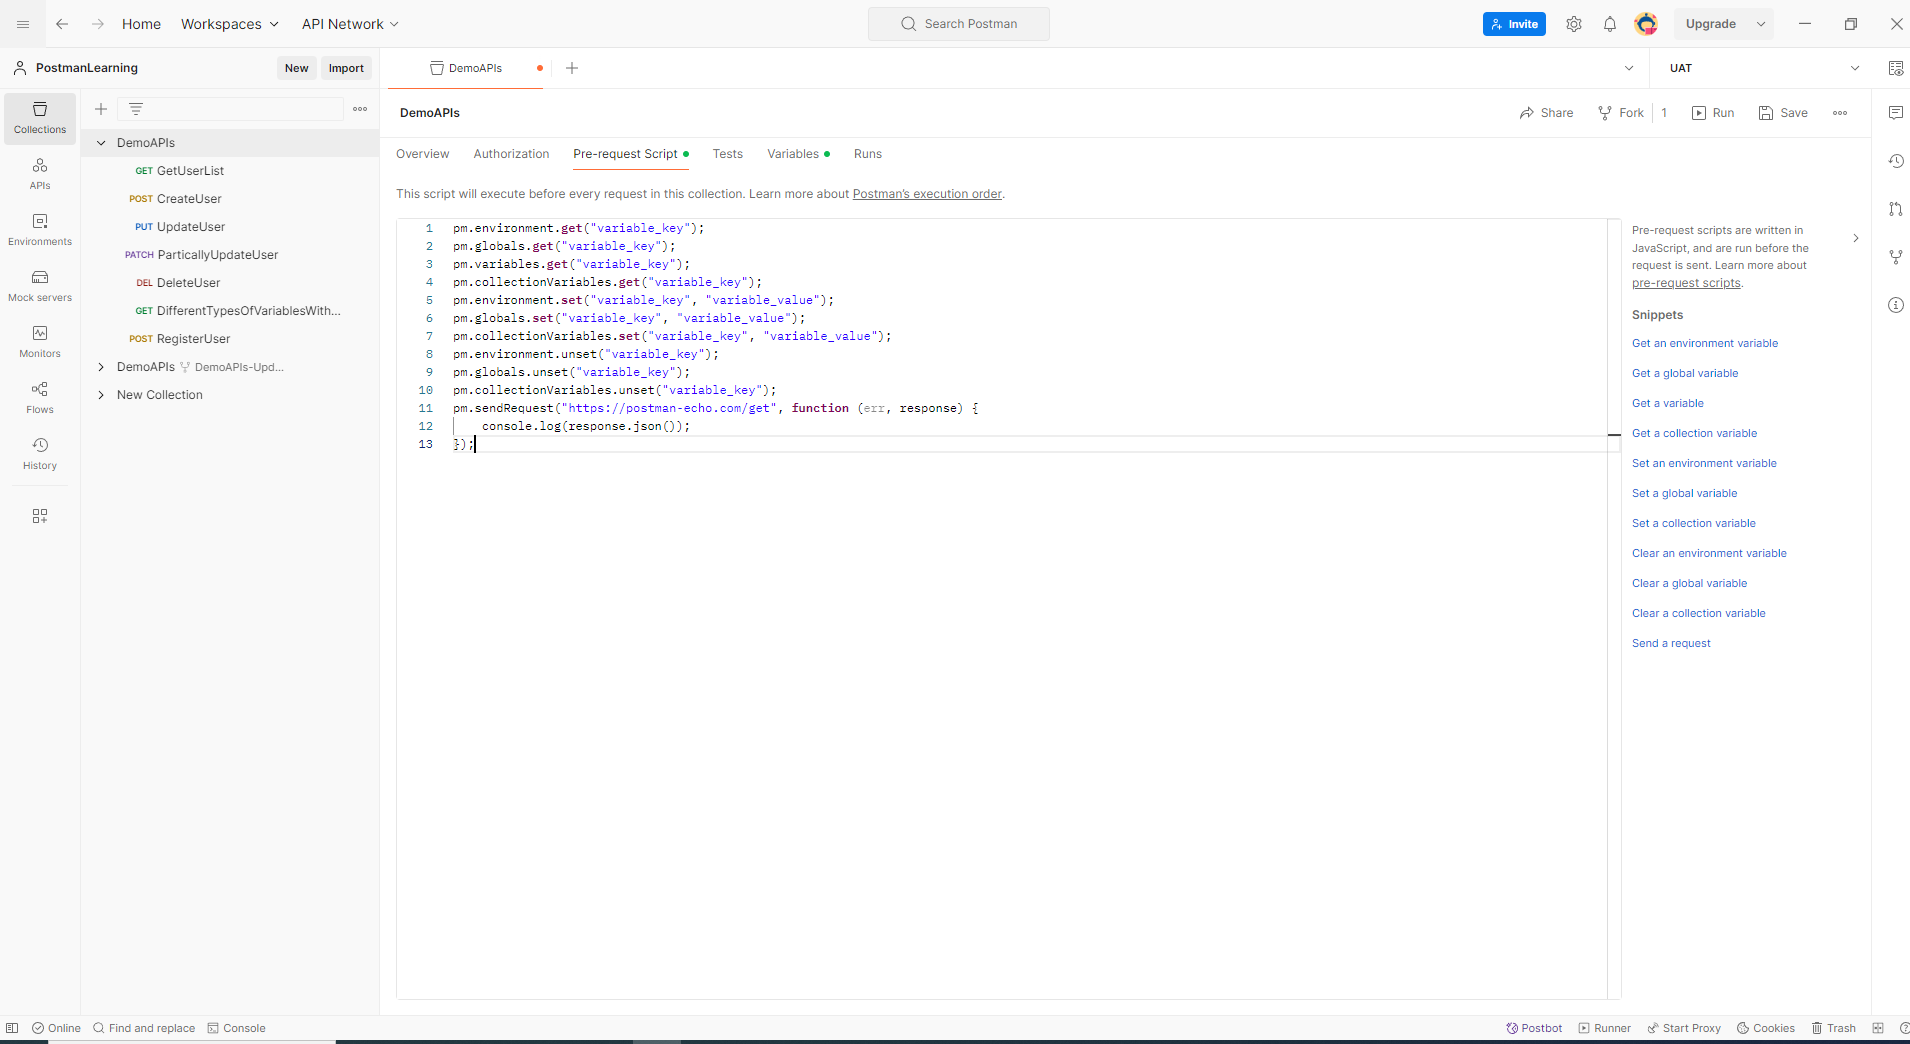 Home Workspaces API Network Search Postman Invite Upgrade
PostmanLearning New Import DemoAPIs UAT
Collections
APIs
Environments
Mock servers
Monitors
Flows
History
DemoAPIs
GET GetUserList
POST CreateUser
PUT UpdateUser
PATCH ParticallyUpdateUser
DEL DeleteUser
GET DifferentTypesOfVariablesWith...
POST RegisterUser
DemoAPIs DemoAPIs-Upd...
New Collection
DemoAPIs Share Fork 1 Run Save
Overview Authorization Pre-request Script Tests Variables Runs
This script will execute before every request in this collection. Learn more about Postman's execution order.
1 pm.environment.get("variable_key");
2 pm.globals.get("variable_key");
3 pm.variables.get("variable_key");
4 pm.collectionVariables.get("variable_key");
5 pm.environment.set("variable_key", "variable_value");
6 pm.globals.set("variable_key", "variable_value");
7 pm.collectionVariables.set("variable_key", "variable_value");
8 pm.environment.unset("variable_key");
9 pm.globals.unset("variable_key");
10 pm.collectionVariables.unset("variable_key");
11 pm.sendRequest("https://postman-echo.com/get", function (err, response) {
12 console.log(response.json());
13 });
Pre-request scripts are written in
JavaScript, and are run before the
request is sent. Learn more about
pre-request scripts.
Snippets
Get an environment variable
Get a global variable
Get a variable
Get a collection variable
Set an environment variable
Set a global variable
Set a collection variable
Clear an environment variable
Clear a global variable
Clear a collection variable
Send a request
Online Find and replace Console Postbot Runner Start Proxy Cookies Trash